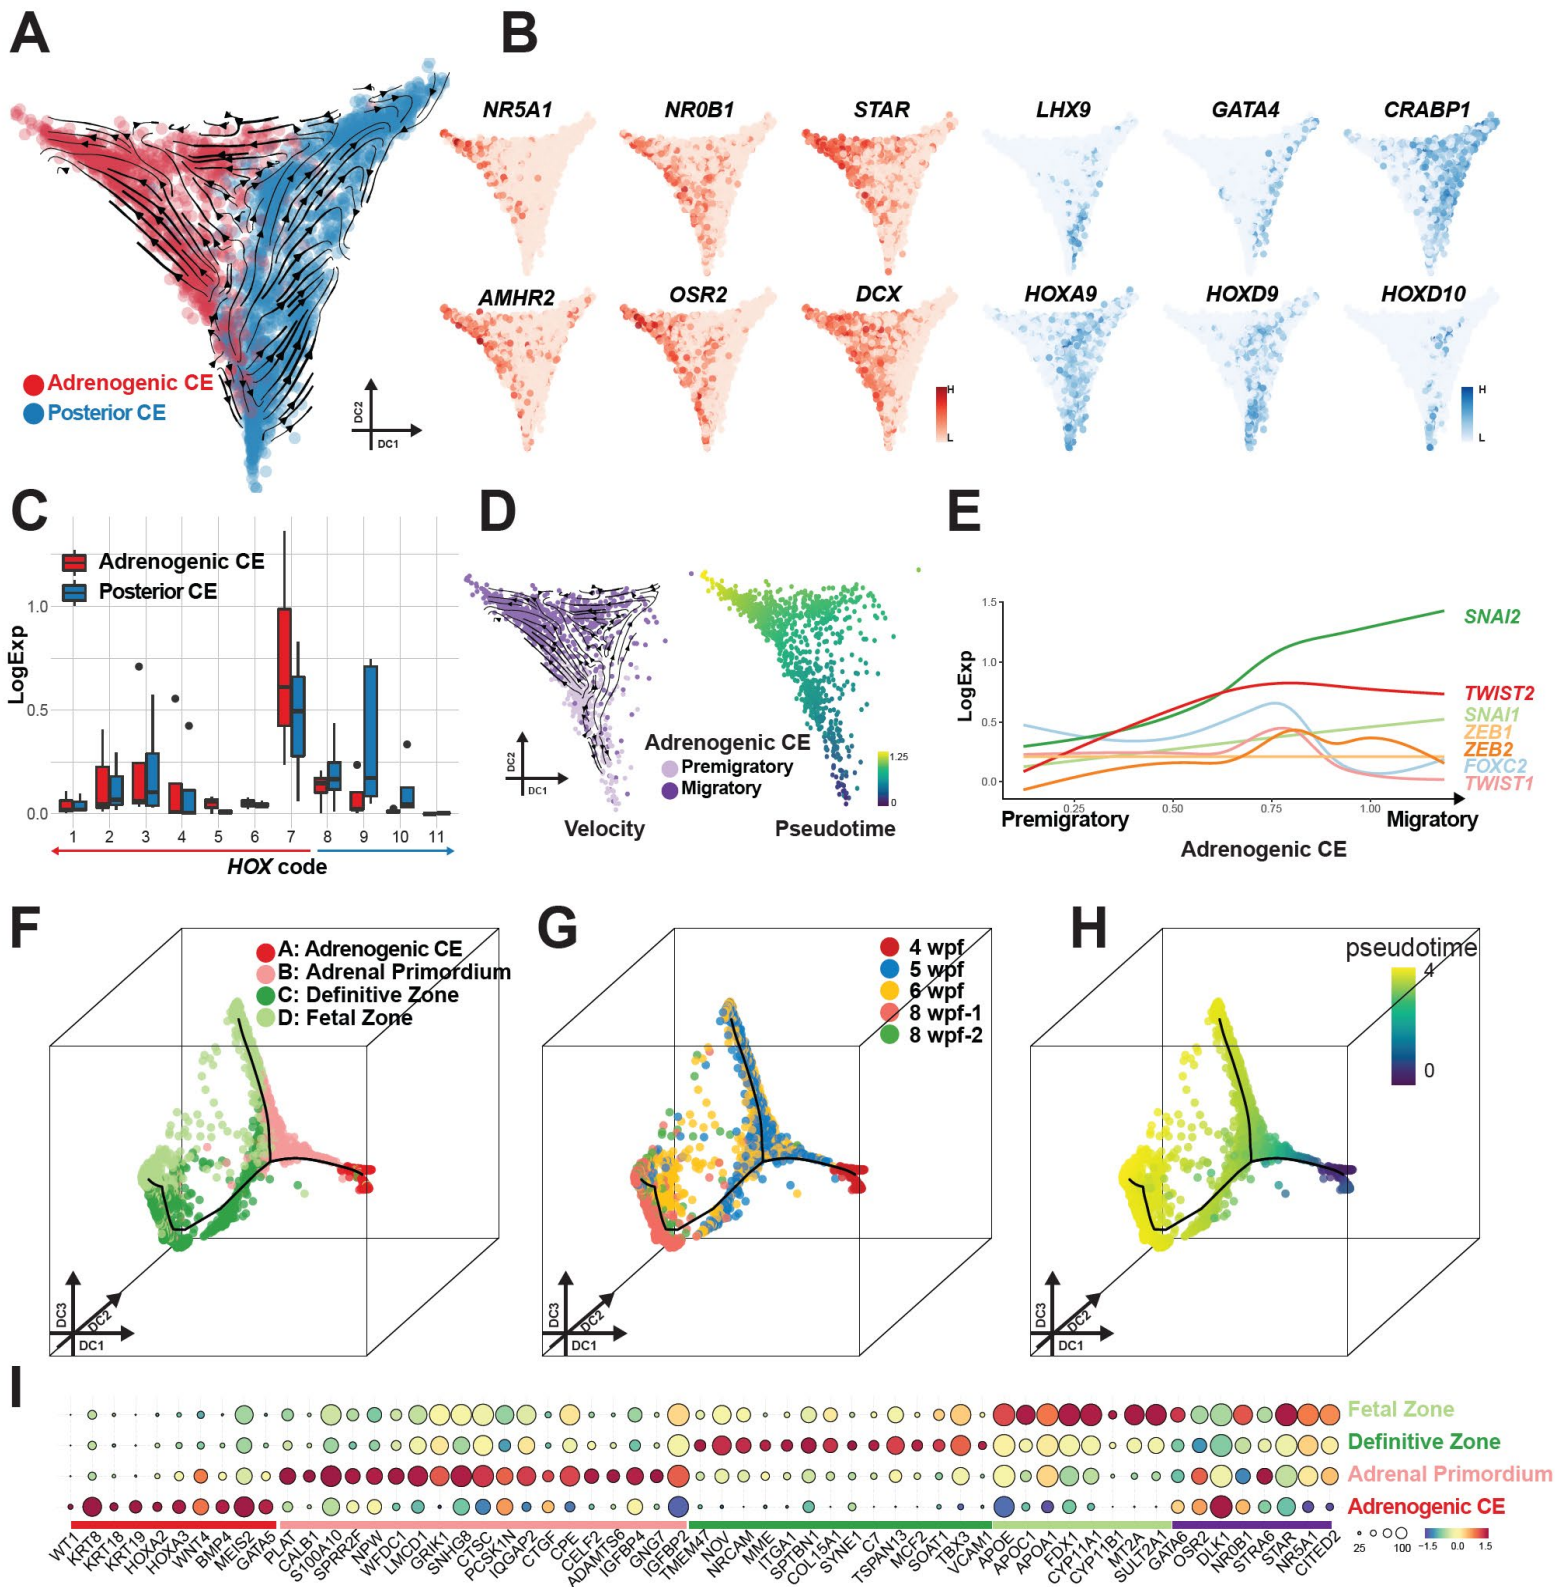 A
B
NR5A1 NR0B1 STAR LHX9 GATA4 CRABP1
AMHR2 OSR2 DCX HOXA9 HOXD9 HOXD10
Adrenogenic CE
Posterior CE
DC2
DC1
H
L
H
L
C
Adrenogenic CE
Posterior CE
LogExp
1.0
0.5
0.0
1 2 3 4 5 6 7 8 9 10 11
HOX code
D
DC2
DC1
Adrenogenic CE
Premigratory
Migratory
Velocity
1.25
0
Pseudotime
E
LogExp
1.5
1.0
0.5
0.0
SNAI2
TWIST2
SNAI1
ZEB1
ZEB2
FOXC2
TWIST1
0.25 0.50 0.75 1.00
Premigratory Migratory
Adrenogenic CE
F
A: Adrenogenic CE
B: Adrenal Primordium
C: Definitive Zone
D: Fetal Zone
DC3
DC2
DC1
G
4 wpf
5 wpf
6 wpf
8 wpf-1
8 wpf-2
DC3
DC2
DC1
H
pseudotime
4
0
DC3
DC2
DC1
I
Fetal Zone
Definitive Zone
Adrenal Primordium
Adrenogenic CE
WT1 KRT8 KRT18 KRT19 HOXA2 HOXA3 WNT4 BMP4 MEIS2 GATA5 PLAT CALB1 S100A10 SPRR2F NPW WFDC1 LMCD1 GRIK1 SNHG8 CTSC PCSK1N IQGAP2 CTGF CPE CELF2 ADAMTS6 IGFBP4 GNG7 IGFBP2 TMEM47 NOV NRCAM MME ITGA1 SPTBN1 COL15A1 SYNE1 C7 TSPAN13 MCF2 SOAT1 TBX3 VCAM1 APOE APOC1 APOA1 FDX1 CYP11A1 CYP11B1 MT2A SULT2A1 GATA6 OSR2 DLK1 NR0B1 STRA6 STAR NR5A1 CITED2
25 100
−1.5 0.0 1.5